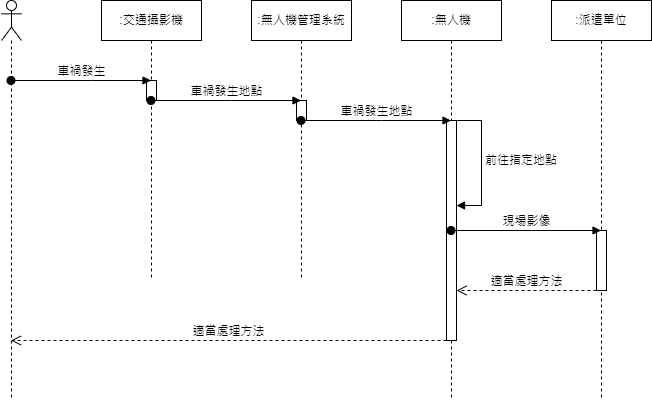 :交通攝影機
:無人機管理系統
:無人機
:派遣單位
車禍發生
車禍發生地點
車禍發生地點
前往指定地點
現場影像
適當處理方法
適當處理方法